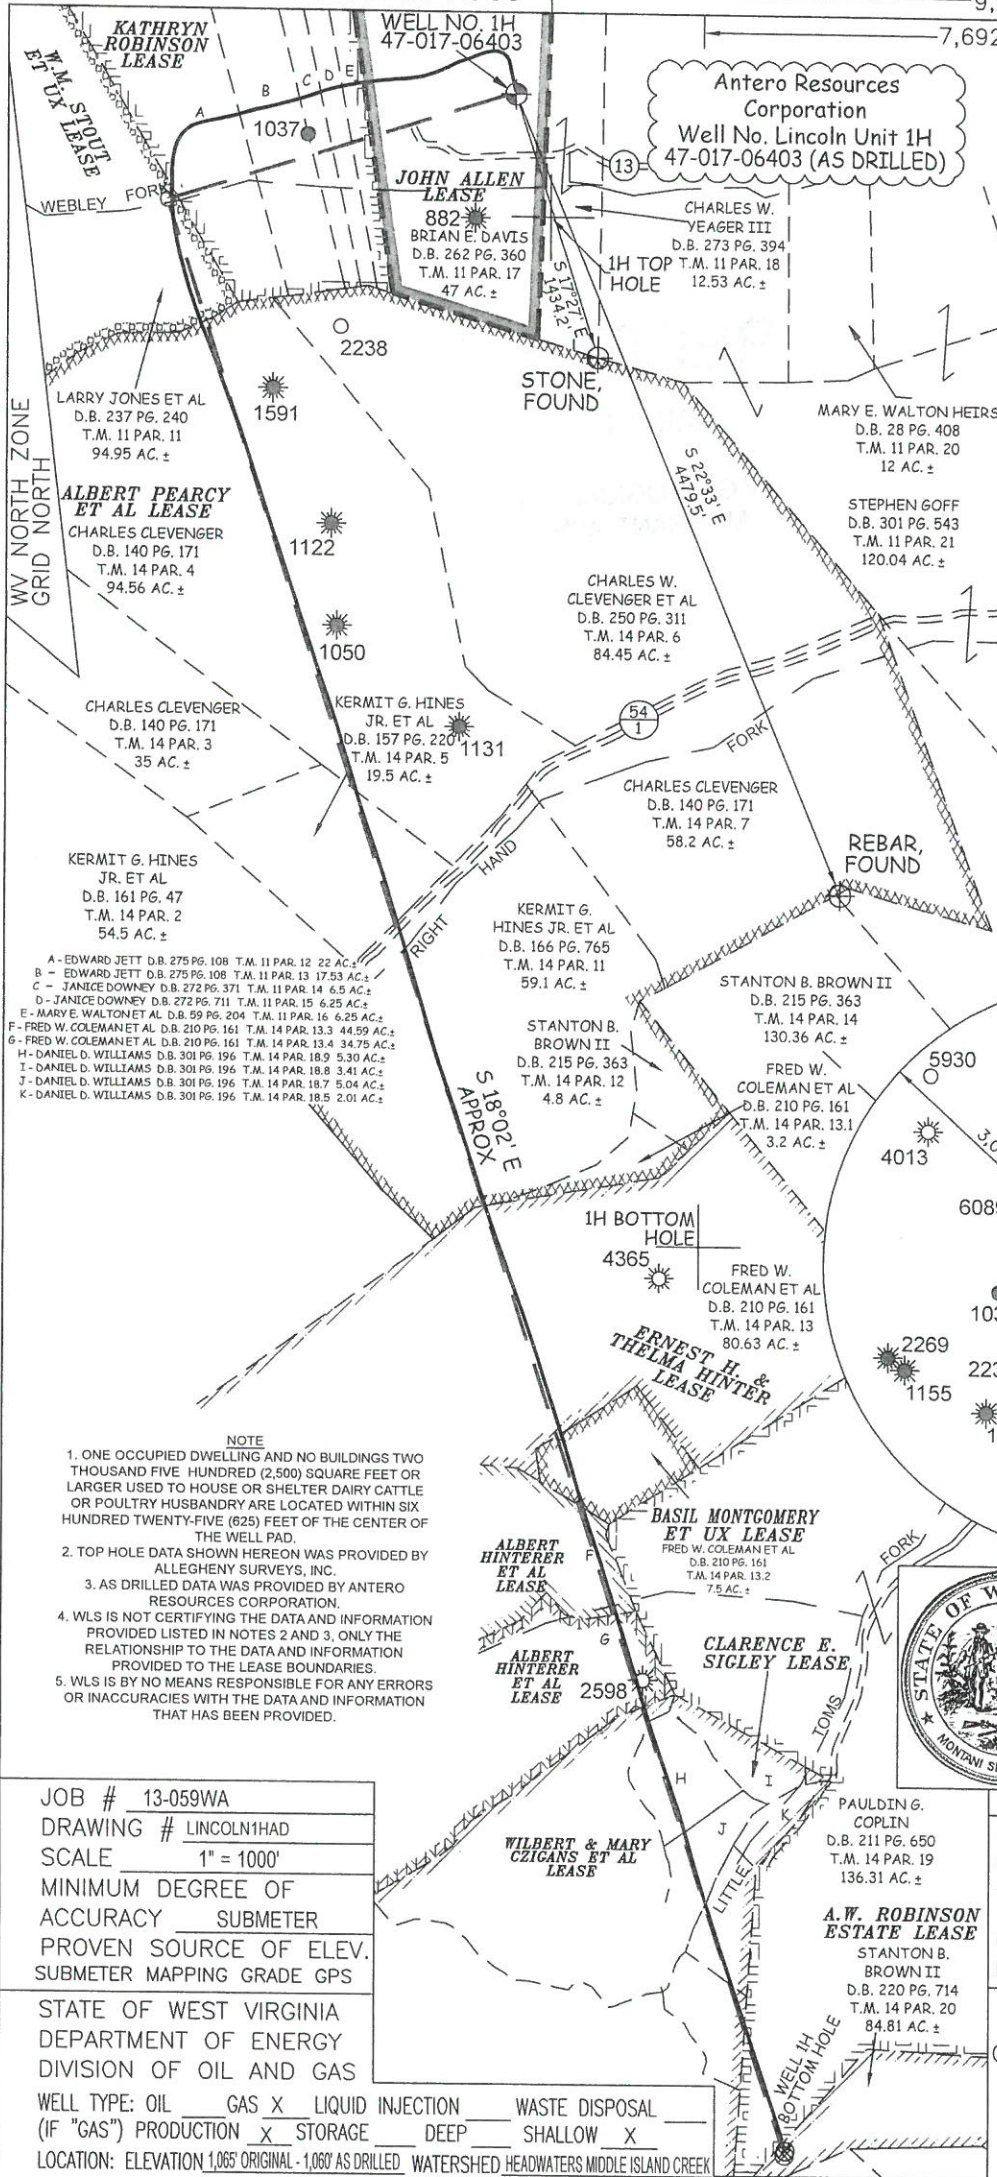 9,
7,692
KATHRYN
ROBINSON
LEASE
WELL NO. 1H
47-017-06403
W.M. STOUT
ET UX LEASE
A
B
C
D
E
1037
Antero Resources
Corporation
Well No. Lincoln Unit 1H
47-017-06403 (AS DRILLED)
13
WEBLEY FORK
JOHN ALLEN
LEASE
882
BRIAN E. DAVIS
D.B. 262 PG. 360
T.M. 11 PAR. 17
47 AC. ±
CHARLES W.
YEAGER III
D.B. 273 PG. 394
T.M. 11 PAR. 18
12.53 AC. ±
1H TOP
HOLE
S 17°27' E
1434.2'
2238
STONE,
FOUND
1591
LARRY JONES ET AL
D.B. 237 PG. 240
T.M. 11 PAR. 11
94.95 AC. ±
MARY E. WALTON HEIRS
D.B. 28 PG. 408
T.M. 11 PAR. 20
12 AC. ±
S 22°33' E
4479.5'
WV NORTH ZONE
GRID NORTH
ALBERT PEARCY
ET AL LEASE
CHARLES CLEVENGER
D.B. 140 PG. 171
T.M. 14 PAR. 4
94.56 AC. ±
1122
STEPHEN GOFF
D.B. 301 PG. 543
T.M. 11 PAR. 21
120.04 AC. ±
CHARLES W.
CLEVENGER ET AL
D.B. 250 PG. 311
T.M. 14 PAR. 6
84.45 AC. ±
1050
CHARLES CLEVENGER
D.B. 140 PG. 171
T.M. 14 PAR. 3
35 AC. ±
KERMIT G. HINES
JR. ET AL
D.B. 157 PG. 220
T.M. 14 PAR. 5
19.5 AC. ±
1131
54
1
FORK
CHARLES CLEVENGER
D.B. 140 PG. 171
T.M. 14 PAR. 7
58.2 AC. ±
REBAR,
FOUND
HAND
RIGHT
KERMIT G. HINES
JR. ET AL
D.B. 161 PG. 47
T.M. 14 PAR. 2
54.5 AC. ±
KERMIT G.
HINES JR. ET AL
D.B. 166 PG. 765
T.M. 14 PAR. 11
59.1 AC. ±
A - EDWARD JETT D.B. 275 PG. 108 T.M. 11 PAR. 12 22 AC.±
B - EDWARD JETT D.B. 275 PG. 108 T.M. 11 PAR. 13 17.53 AC.±
C - JANICE DOWNEY D.B. 272 PG. 371 T.M. 11 PAR. 14 6.5 AC.±
D - JANICE DOWNEY D.B. 272 PG. 711 T.M. 11 PAR. 15 6.25 AC.±
E - MARY E. WALTON ET AL D.B. 59 PG. 204 T.M. 11 PAR. 16 6.25 AC.±
F - FRED W. COLEMAN ET AL D.B. 210 PG. 161 T.M. 14 PAR. 13.3 44.59 AC.±
G - FRED W. COLEMAN ET AL D.B. 210 PG. 161 T.M. 14 PAR. 13.4 34.75 AC.±
H - DANIEL D. WILLIAMS D.B. 301 PG. 196 T.M. 14 PAR. 18.9 5.30 AC.±
I - DANIEL D. WILLIAMS D.B. 301 PG. 196 T.M. 14 PAR. 18.8 3.41 AC.±
J - DANIEL D. WILLIAMS D.B. 301 PG. 196 T.M. 14 PAR. 18.7 5.04 AC.±
K - DANIEL D. WILLIAMS D.B. 301 PG. 196 T.M. 14 PAR. 18.5 2.01 AC.±
STANTON B. BROWN II
D.B. 215 PG. 363
T.M. 14 PAR. 14
130.36 AC. ±
STANTON B.
BROWN II
D.B. 215 PG. 363
T.M. 14 PAR. 12
4.8 AC. ±
FRED W.
COLEMAN ET AL
D.B. 210 PG. 161
T.M. 14 PAR. 13.1
3.2 AC. ±
S 18°02' E
APPROX
5930
4013
3,0
6089
103
2269
1155
223
1
1H BOTTOM
HOLE
4365
FRED W.
COLEMAN ET AL
D.B. 210 PG. 161
T.M. 14 PAR. 13
80.63 AC. ±
ERNEST H. &
THELMA HINTER
LEASE
NOTE
1. ONE OCCUPIED DWELLING AND NO BUILDINGS TWO
THOUSAND FIVE HUNDRED (2,500) SQUARE FEET OR
LARGER USED TO HOUSE OR SHELTER DAIRY CATTLE
OR POULTRY HUSBANDRY ARE LOCATED WITHIN SIX
HUNDRED TWENTY-FIVE (625) FEET OF THE CENTER OF
THE WELL PAD.
2. TOP HOLE DATA SHOWN HEREON WAS PROVIDED BY
ALLEGHENY SURVEYS, INC.
3. AS DRILLED DATA WAS PROVIDED BY ANTERO
RESOURCES CORPORATION.
4. WLS IS NOT CERTIFYING THE DATA AND INFORMATION
PROVIDED LISTED IN NOTES 2 AND 3, ONLY THE
RELATIONSHIP TO THE DATA AND INFORMATION
PROVIDED TO THE LEASE BOUNDARIES.
5. WLS IS BY NO MEANS RESPONSIBLE FOR ANY ERRORS
OR INACCURACIES WITH THE DATA AND INFORMATION
THAT HAS BEEN PROVIDED.
BASIL MONTGOMERY
ET UX LEASE
FRED W. COLEMAN ET AL
D.B. 210 PG. 161
T.M. 14 PAR. 13.2
7.5 AC. ±
ALBERT
HINTERER
ET AL
LEASE
F
FORK
G
ALBERT
HINTERER
ET AL
LEASE
2598
CLARENCE E.
SIGLEY LEASE
TOMS
STATE OF W
MONTANI S
H
I
J
K
LITTLE
WILBERT & MARY
CZIGANS ET AL
LEASE
PAULDIN G.
COPLIN
D.B. 211 PG. 650
T.M. 14 PAR. 19
136.31 AC. ±
A.W. ROBINSON
ESTATE LEASE
STANTON B.
BROWN II
D.B. 220 PG. 714
T.M. 14 PAR. 20
84.81 AC. ±
WELL 1H
BOTTOM HOLE
JOB # 13-059WA
DRAWING # LINCOLN1HAD
SCALE 1" = 1000'
MINIMUM DEGREE OF
ACCURACY SUBMETER
PROVEN SOURCE OF ELEV.
SUBMETER MAPPING GRADE GPS
STATE OF WEST VIRGINIA
DEPARTMENT OF ENERGY
DIVISION OF OIL AND GAS
WELL TYPE: OIL GAS X LIQUID INJECTION WASTE DISPOSAL
(IF "GAS") PRODUCTION X STORAGE DEEP SHALLOW X
LOCATION: ELEVATION 1,065' ORIGINAL - 1,060' AS DRILLED WATERSHED HEADWATERS MIDDLE ISLAND CREEK